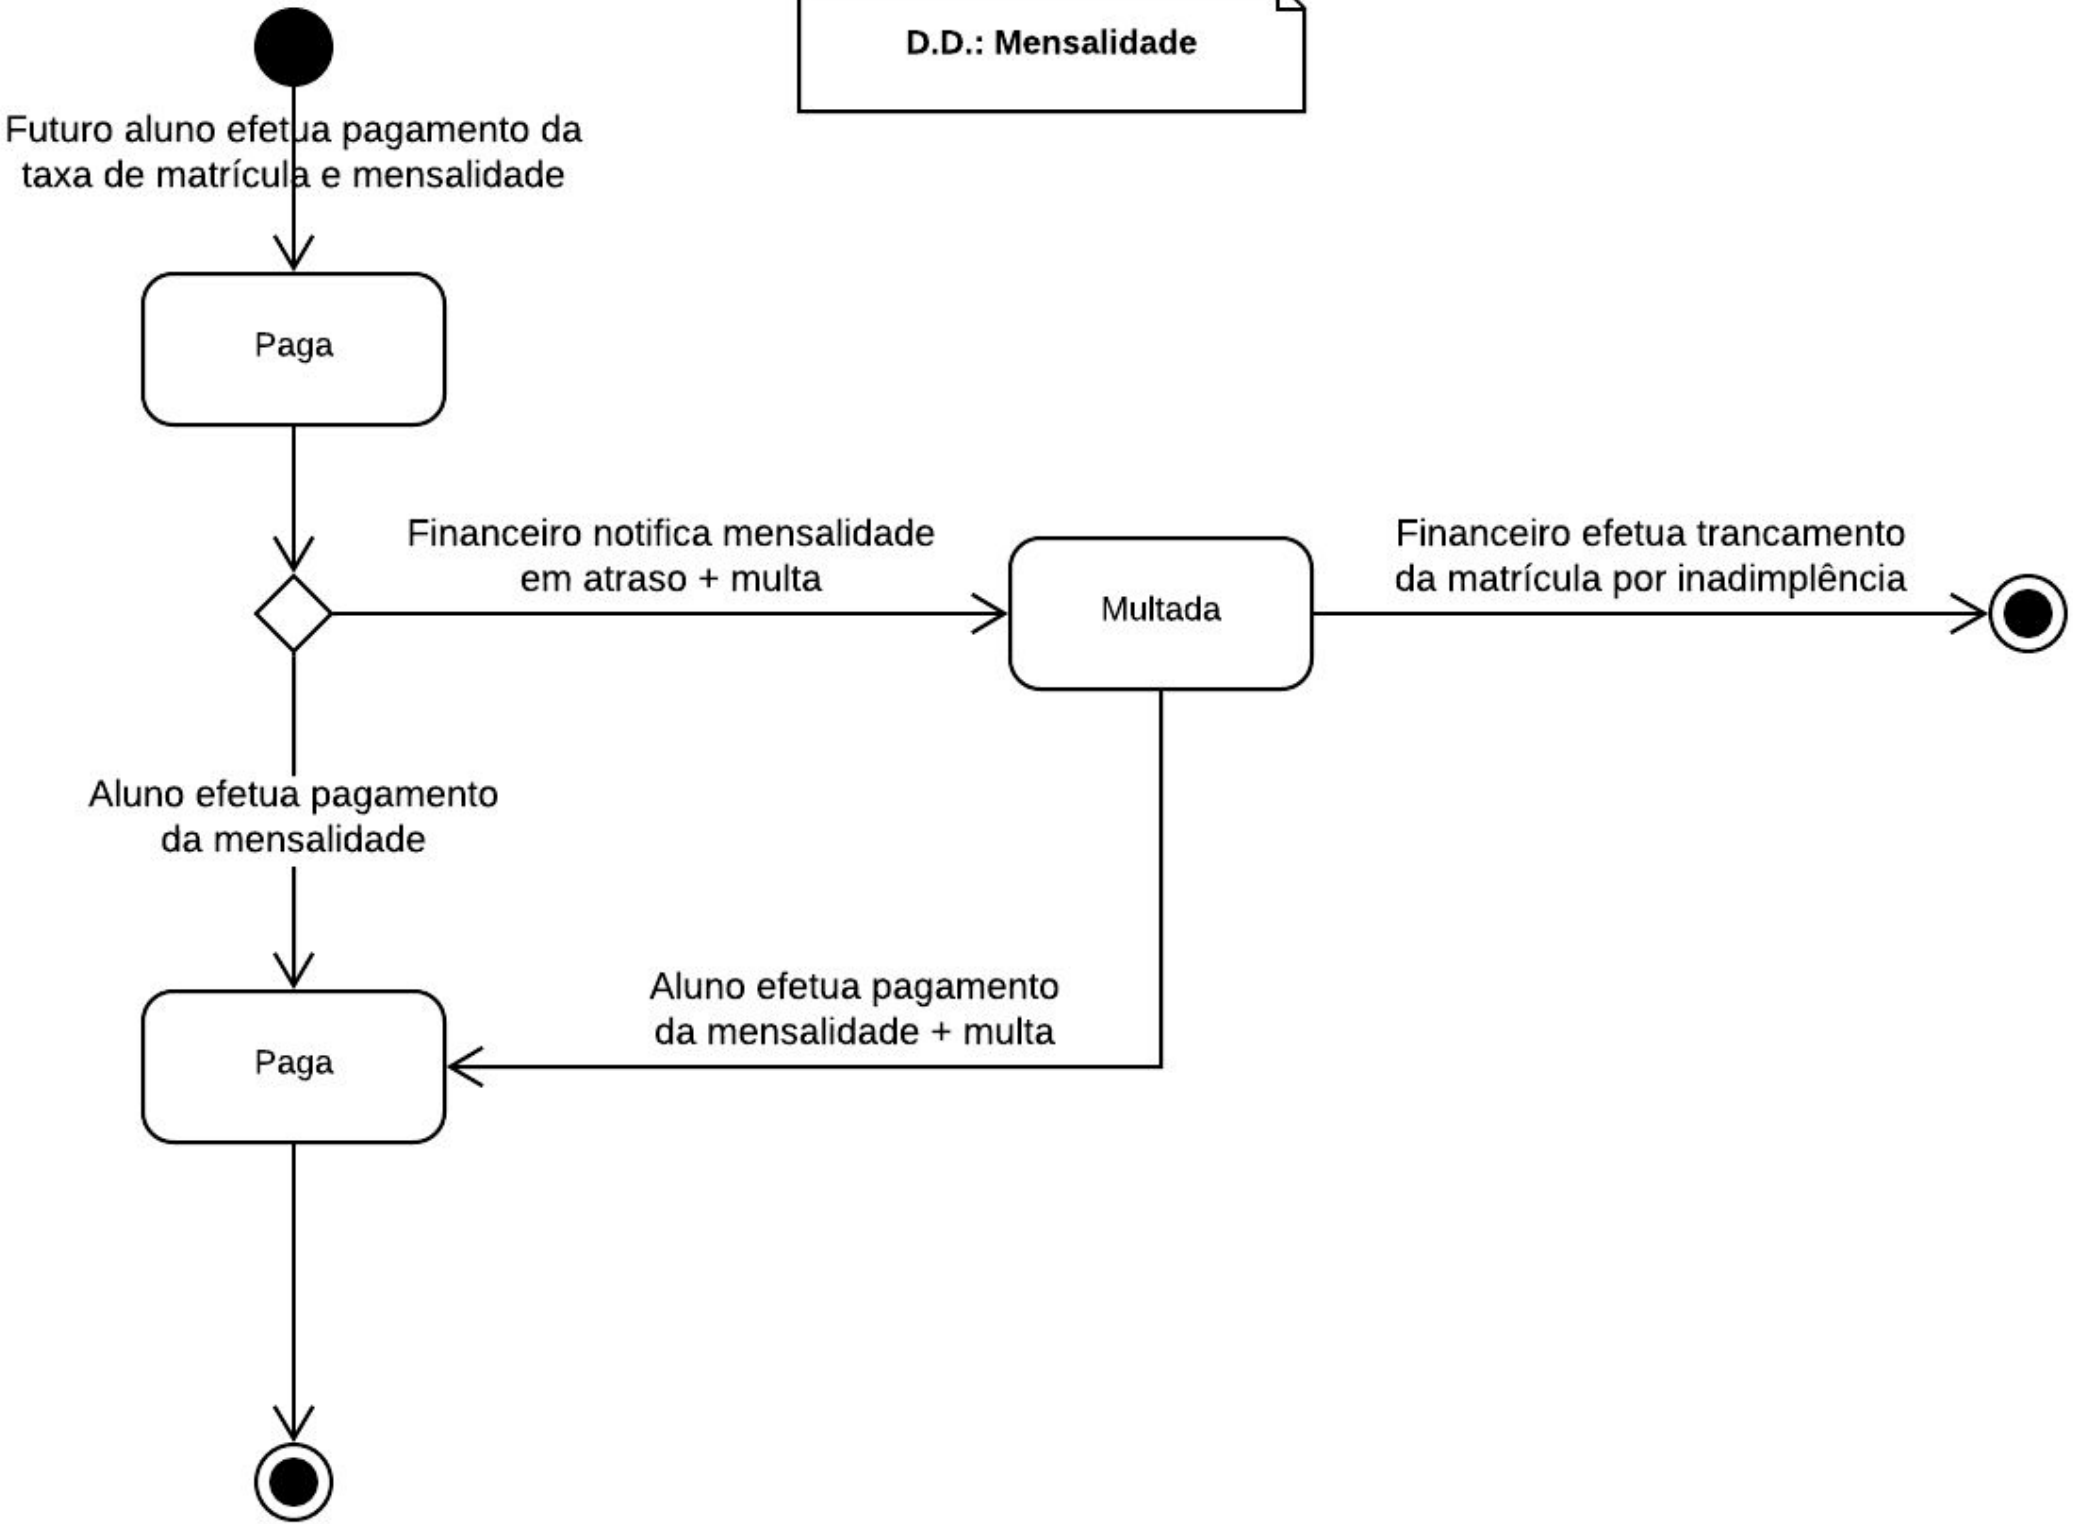 D.D.: Mensalidade
Futuro aluno efetua pagamento da
taxa de matrícula e mensalidade
Paga
Financeiro notifica mensalidade
em atraso + multa
Multada
Financeiro efetua trancamento
da matrícula por inadimplência
Aluno efetua pagamento
da mensalidade
Aluno efetua pagamento
da mensalidade + multa
Paga